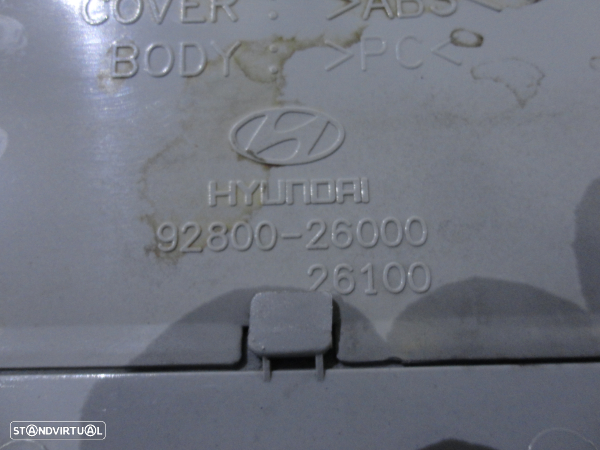 COVER : >ABS<
BODY : >PC<
HYUNDAI
92800-26000
26100
STANDVIRTUAL